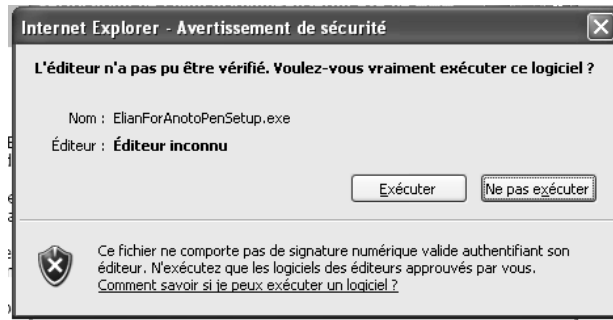 Internet Explorer - Avertissement de sécurité
L'éditeur n'a pas pu être vérifié. Voulez-vous vraiment exécuter ce logiciel ?
Nom : ElianForAnotoPenSetup.exe
Éditeur : Éditeur inconnu
Exécuter Ne pas exécuter
Ce fichier ne comporte pas de signature numérique valide authentifiant son
éditeur. N'exécutez que les logiciels des éditeurs approuvés par vous.
Comment savoir si je peux exécuter un logiciel ?